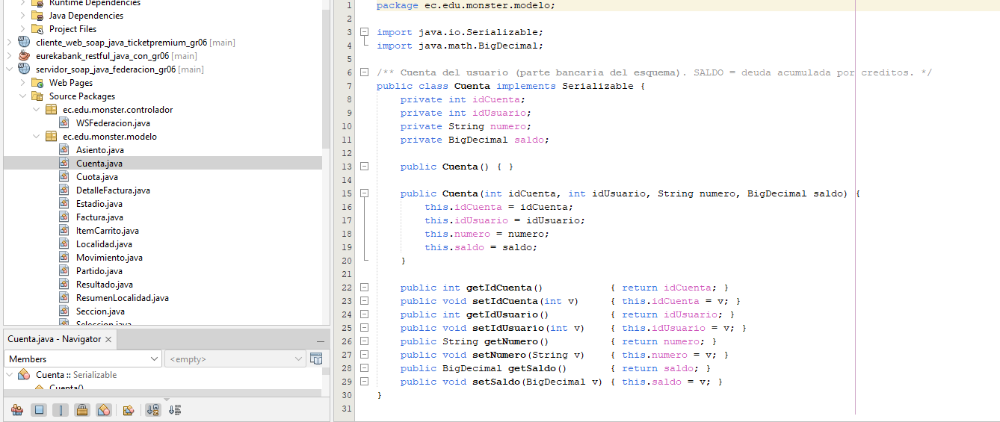 Runtime Dependencies
Java Dependencies
Project Files
cliente_web_soap_java_ticketpremium_gr06 [main]
eurekabank_restful_java_con_gr06 [main]
servidor_soap_java_federacion_gr06 [main]
Web Pages
Source Packages
ec.edu.monster.controlador
WSFederacion.java
ec.edu.monster.modelo
Asiento.java
Cuenta.java
Cuota.java
DetalleFactura.java
Estadio.java
Factura.java
ItemCarrito.java
Localidad.java
Movimiento.java
Partido.java
Resultado.java
ResumenLocalidad.java
Seccion.java
Seleccion.java
Cuenta.java - Navigator
Members
<empty>
Cuenta :: Serializable
Cuenta()
1 package ec.edu.monster.modelo;
2
3 import java.io.Serializable;
4 import java.math.BigDecimal;
5
6 /** Cuenta del usuario (parte bancaria del esquema). SALDO = deuda acumulada por creditos. */
7 public class Cuenta implements Serializable {
8     private int idCuenta;
9     private int idUsuario;
10     private String numero;
11     private BigDecimal saldo;
12
13     public Cuenta() { }
14
15     public Cuenta(int idCuenta, int idUsuario, String numero, BigDecimal saldo) {
16         this.idCuenta = idCuenta;
17         this.idUsuario = idUsuario;
18         this.numero = numero;
19         this.saldo = saldo;
20     }
21
22     public int getIdCuenta()           { return idCuenta; }
23     public void setIdCuenta(int v)     { this.idCuenta = v; }
24     public int getIdUsuario()          { return idUsuario; }
25     public void setIdUsuario(int v)    { this.idUsuario = v; }
26     public String getNumero()          { return numero; }
27     public void setNumero(String v)    { this.numero = v; }
28     public BigDecimal getSaldo()       { return saldo; }
29     public void setSaldo(BigDecimal v) { this.saldo = v; }
30 }
31